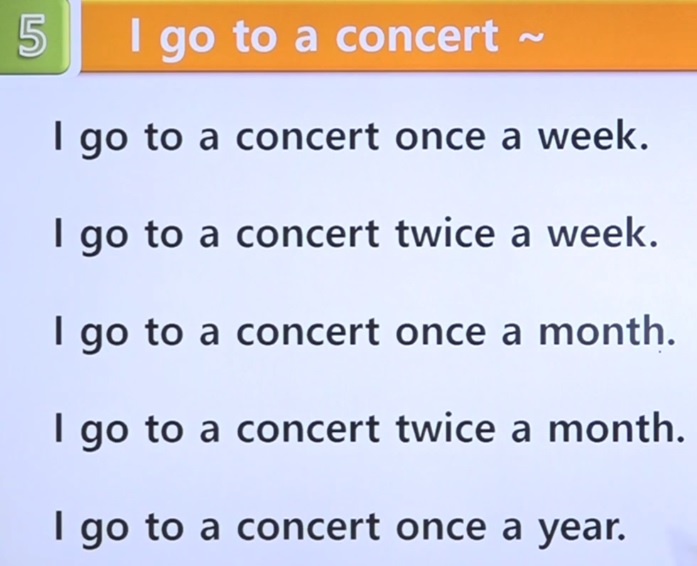 5 I go to a concert ~
I go to a concert once a week.
I go to a concert twice a week.
I go to a concert once a month.
I go to a concert twice a month.
I go to a concert once a year.